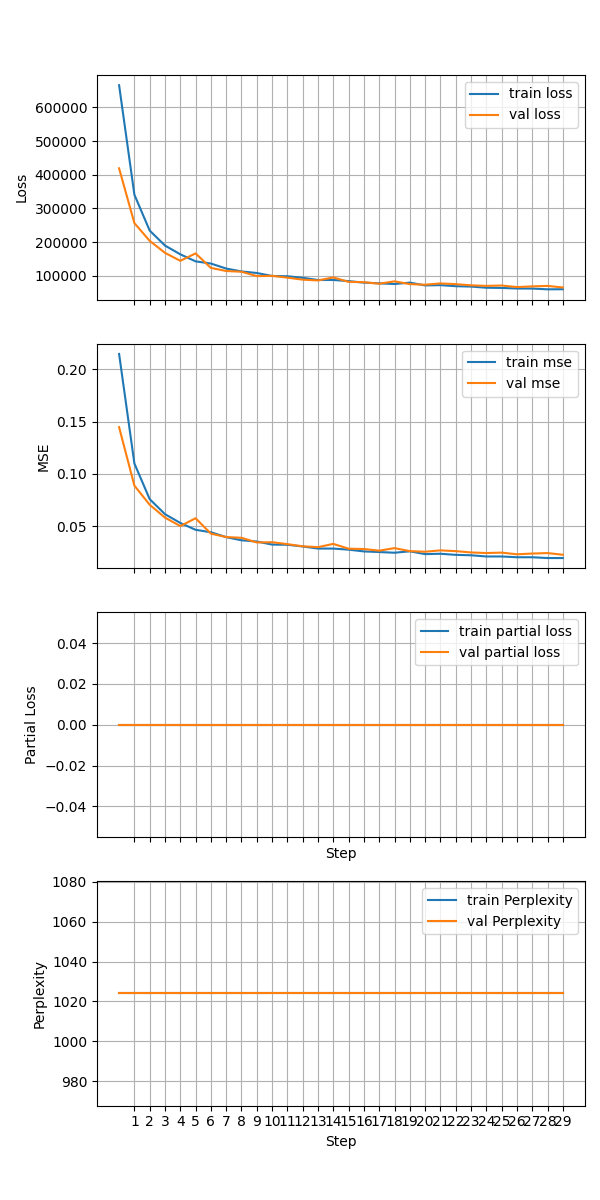 600000
500000
400000
300000
200000
100000
Loss
train loss
val loss
0.20
0.15
0.10
0.05
MSE
train mse
val mse
0.04
0.02
0.00
−0.02
−0.04
Partial Loss
train partial loss
val partial loss
Step
1080
1060
1040
1020
1000
980
Perplexity
train Perplexity
val Perplexity
1 2 3 4 5 6 7 8 9 10 11 12 13 14 15 16 17 18 19 20 21 22 23 24 25 26 27 28 29
Step